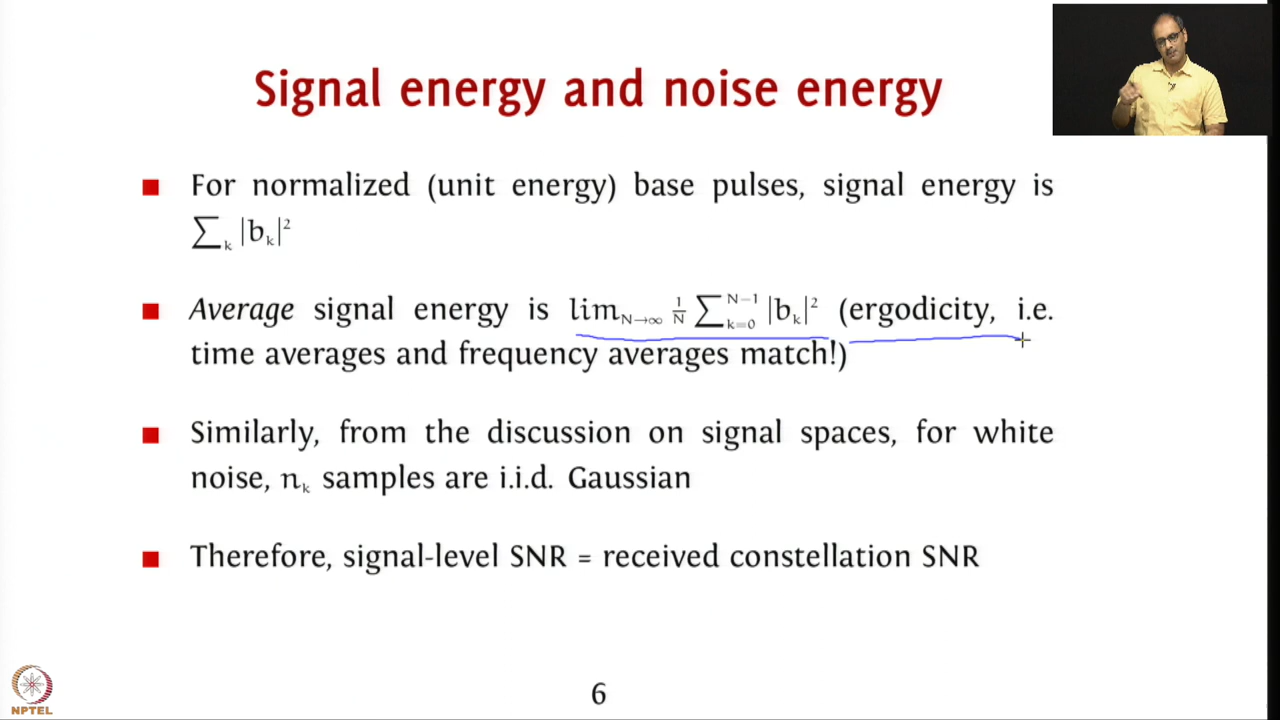 Signal energy and noise energy
For normalized (unit energy) base pulses, signal energy is
∑ₖ |bₖ|²
Average signal energy is lim_{N→∞} 1/N ∑_{k=0}^{N−1} |bₖ|² (ergodicity, i.e.
time averages and frequency averages match!)
Similarly, from the discussion on signal spaces, for white
noise, nₖ samples are i.i.d. Gaussian
Therefore, signal-level SNR = received constellation SNR
NPTEL
6